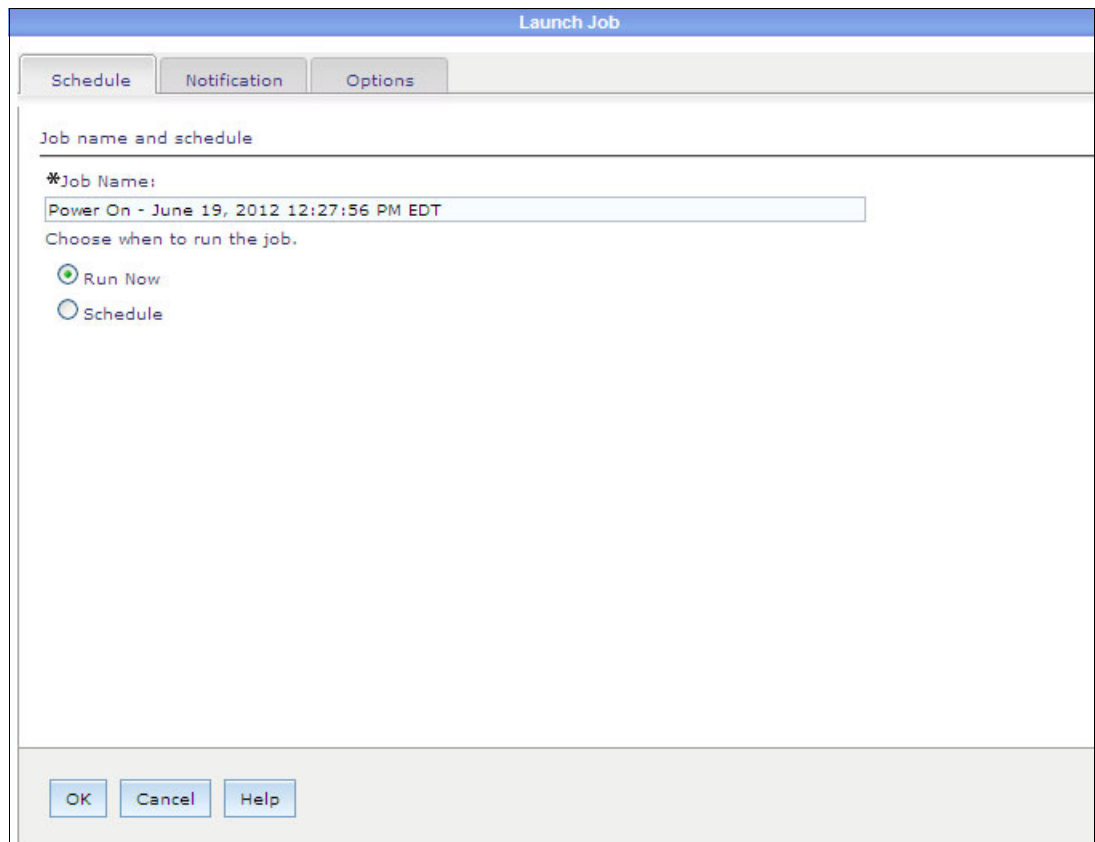 Launch Job
Schedule Notification Options
Job name and schedule
*Job Name:
Power On - June 19, 2012 12:27:56 PM EDT
Choose when to run the job.
Run Now
Schedule
OK Cancel Help